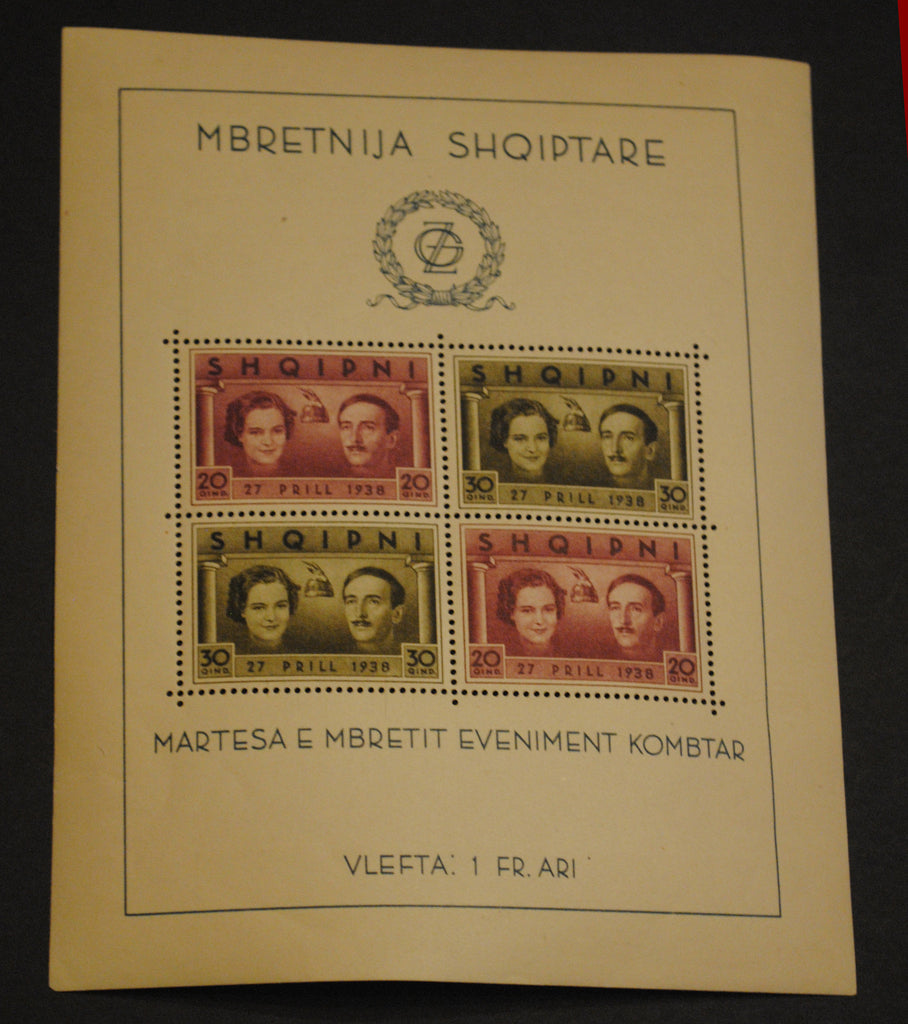 MBRETNIJA SHQIPTARE
ZG
SHQIPNI
20 QIND. 27 PRILL 1938 20 QIND.
SHQIPNI
30 QIND. 27 PRILL 1938 30 QIND.
SHQIPNI
30 QIND. 27 PRILL 1938 30 QIND.
SHQIPNI
20 QIND. 27 PRILL 1938 20 QIND.
MARTESA E MBRETIT EVENIMENT KOMBTAR
VLEFTA: 1 FR. ARI